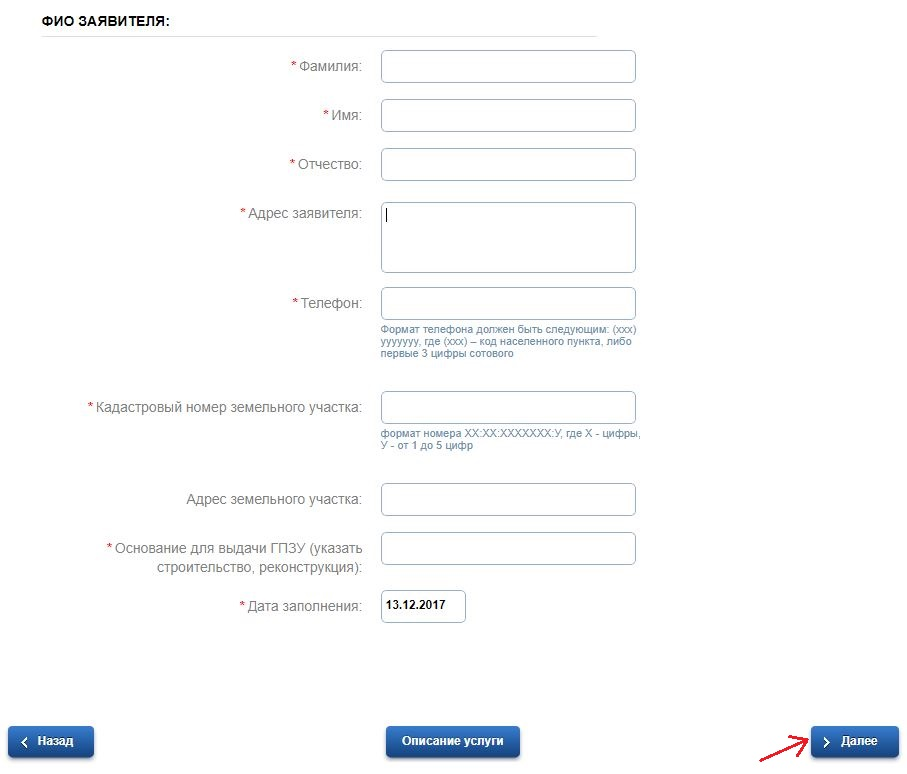 ФИО ЗАЯВИТЕЛЯ:
* Фамилия:
* Имя:
* Отчество:
* Адрес заявителя:
* Телефон:
Формат телефона должен быть следующим: (xxx)
yyyyyyy, где (xxx) – код населенного пункта, либо
первые 3 цифры сотового
* Кадастровый номер земельного участка:
формат номера XX:XX:XXXXXXX:У, где X - цифры,
У - от 1 до 5 цифр
Адрес земельного участка:
* Основание для выдачи ГПЗУ (указать
строительство, реконструкция):
* Дата заполнения: 13.12.2017
Назад
Описание услуги
Далее